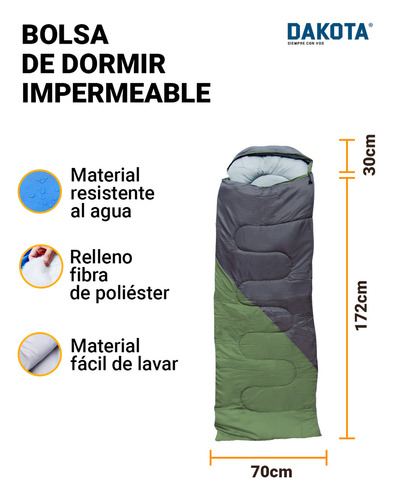 BOLSA
DE DORMIR
IMPERMEABLE
DAKOTA®
SIEMPRE CON VOS
Material
resistente
al agua
Relleno
fibra
de poliéster
Material
fácil de lavar
30cm
172cm
70cm